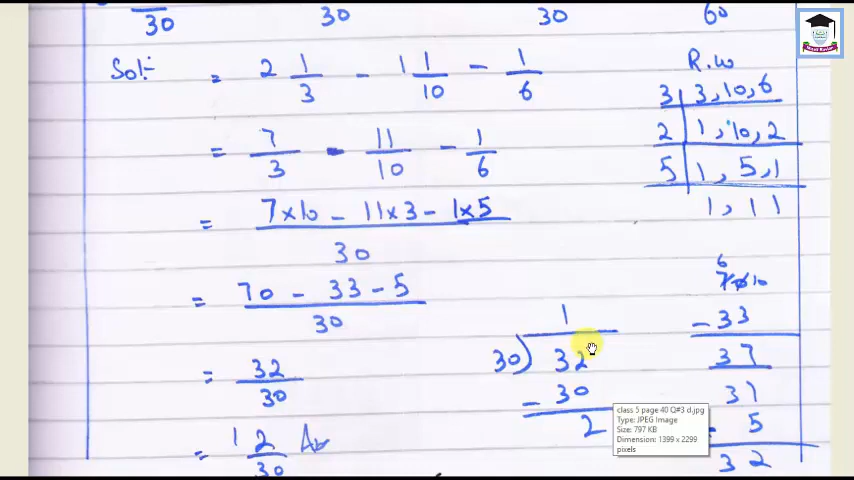 30 30 30 60
Sol:- = 2 1/3 - 1 1/10 - 1/6
= 7/3 - 11/10 - 1/6
= 7×10 - 11×3 - 1×5 / 30
= 70 - 33 - 5 / 30
= 32/30
= 1 2/30 Ans
R.W
3 | 3, 10, 6
2 | 1, 10, 2
5 | 1, 5, 1
1, 1 1
1
30) 32
- 30
2
6
10
- 33
37
37
- 5
32
class 5 page 40 Q#3 d.jpg
Type: JPEG Image
Size: 797 KB
Dimension: 1399 x 2299
pixels